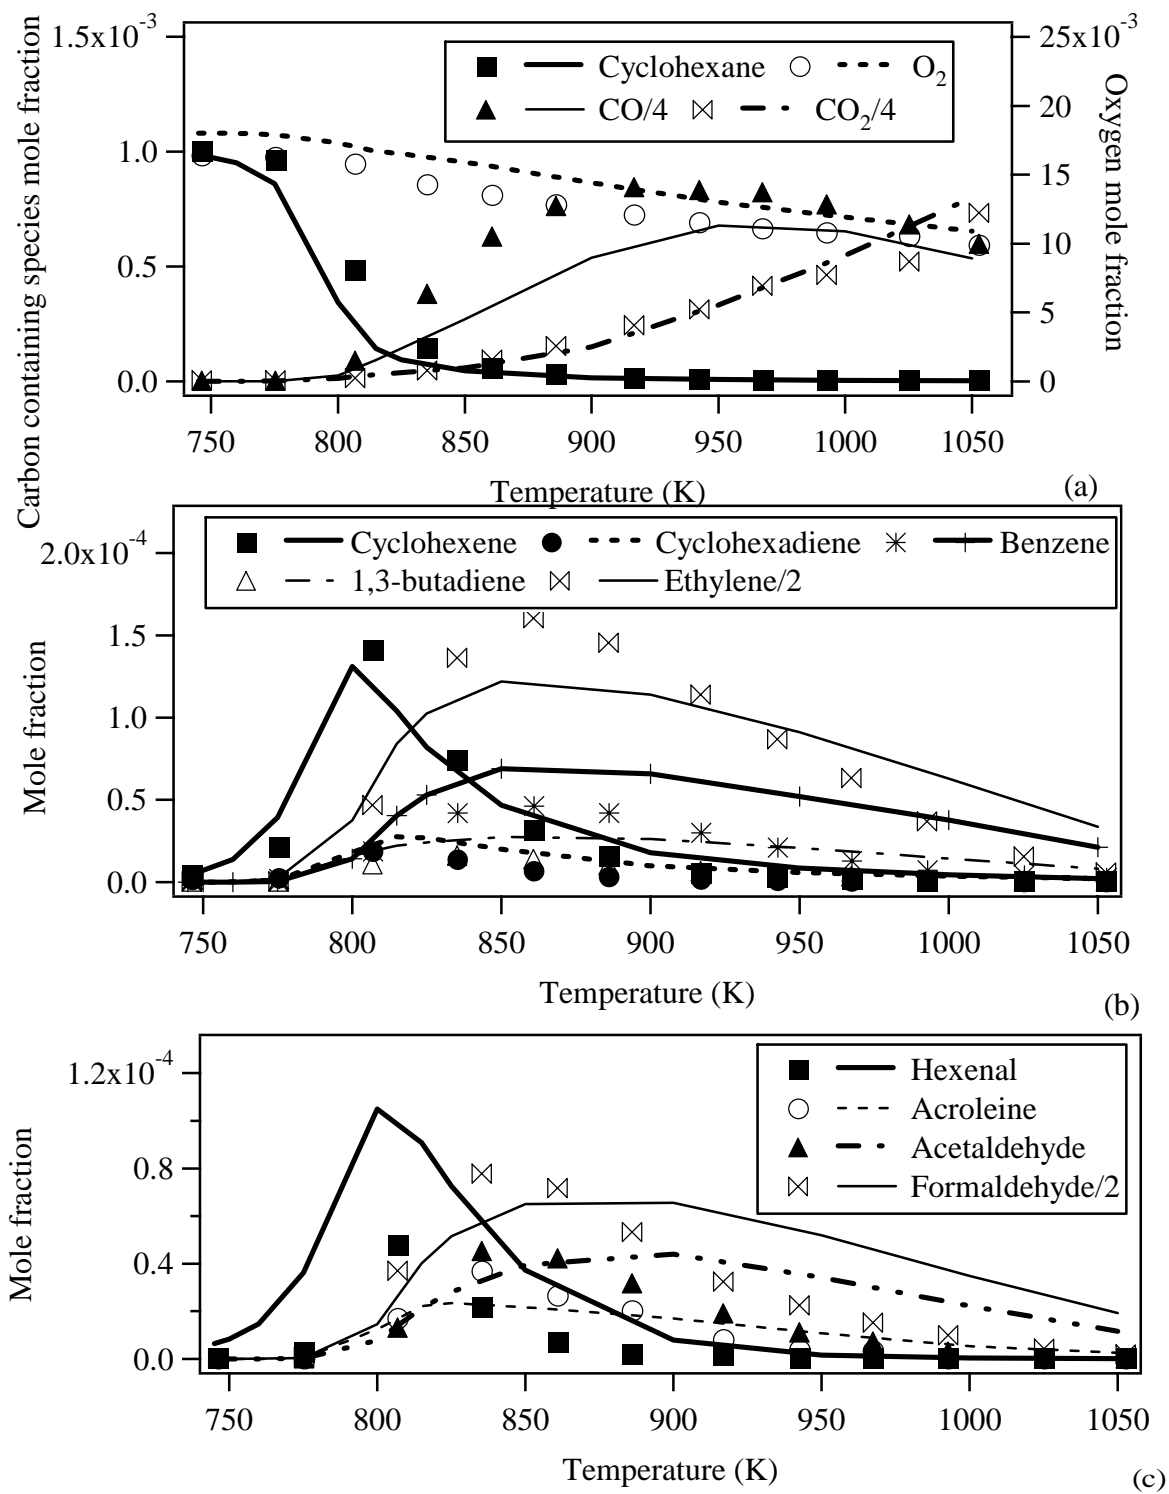 Carbon containing species mole fraction
1.5x10^-3
1.0
0.5
0.0
Cyclohexane O₂
CO/4 CO₂/4
25x10^-3
20
15
10
5
0
Oxygen mole fraction
750 800 850 900 950 1000 1050
Temperature (K)
(a)
Mole fraction
2.0x10^-4
1.5
1.0
0.5
0.0
Cyclohexene Cyclohexadiene Benzene
1,3-butadiene Ethylene/2
750 800 850 900 950 1000 1050
Temperature (K)
(b)
Mole fraction
1.2x10^-4
0.8
0.4
0.0
Hexenal
Acroleine
Acetaldehyde
Formaldehyde/2
750 800 850 900 950 1000 1050
Temperature (K)
(c)